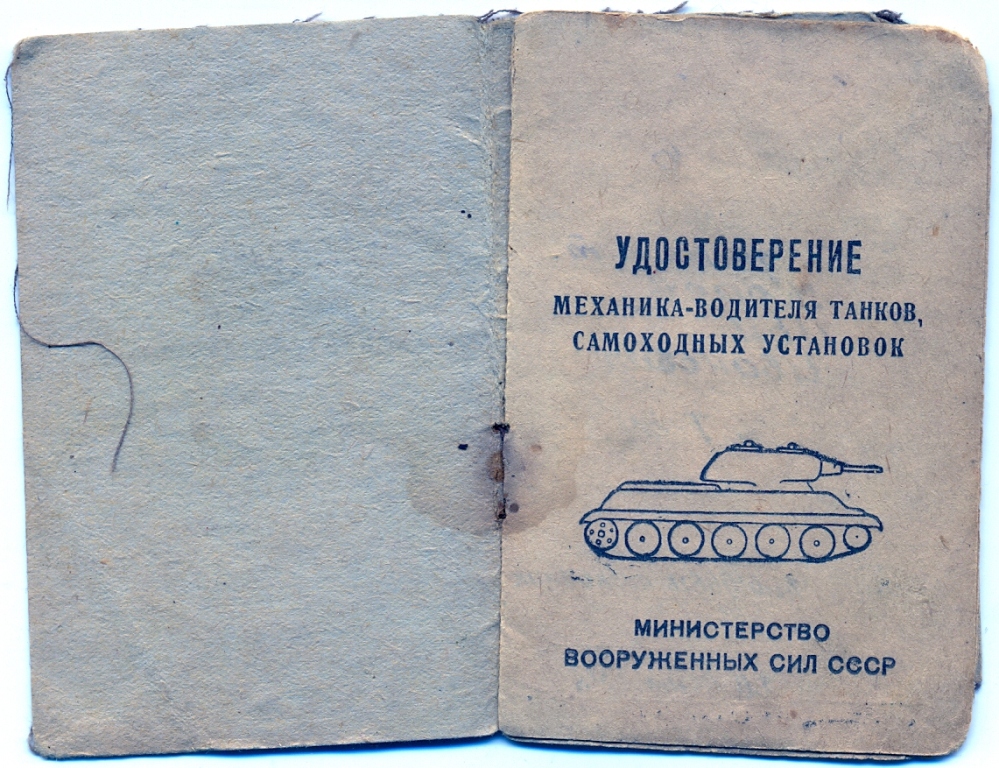 УДОСТОВЕРЕНИЕ
МЕХАНИКА-ВОДИТЕЛЯ ТАНКОВ,
САМОХОДНЫХ УСТАНОВОК
МИНИСТЕРСТВО
ВООРУЖЕННЫХ СИЛ СССР